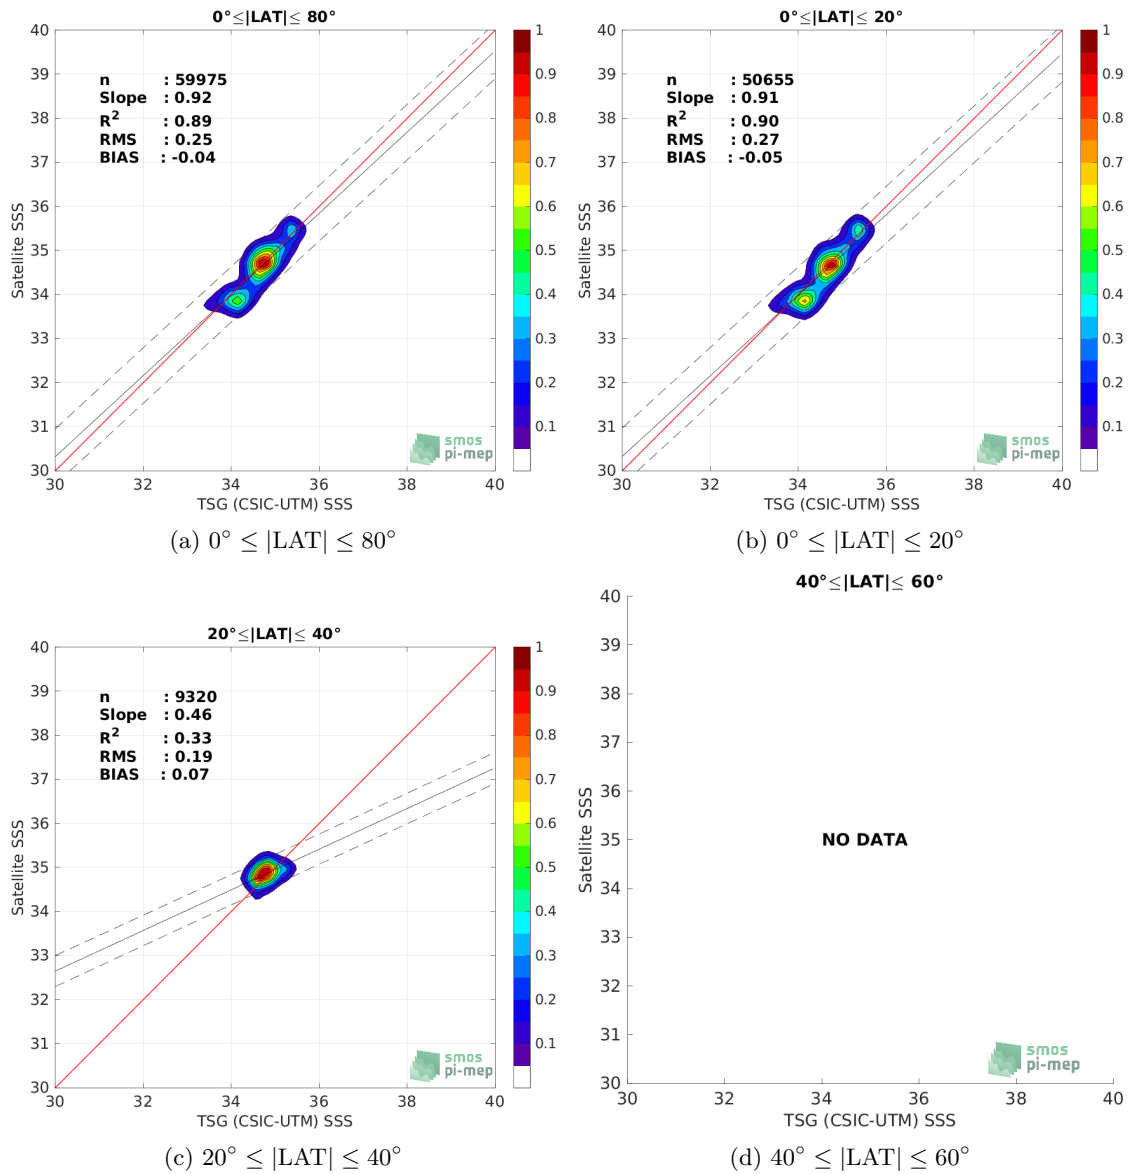 0°≤|LAT|≤ 80°
40
39
38
37
36
35
34
33
32
31
30
Satellite SSS
n : 59975
Slope : 0.92
R² : 0.89
RMS : 0.25
BIAS : -0.04
smos
pi-mep
30 32 34 36 38 40
TSG (CSIC-UTM) SSS
1
0.9
0.8
0.7
0.6
0.5
0.4
0.3
0.2
0.1
(a) 0° ≤ |LAT| ≤ 80°
0°≤|LAT|≤ 20°
40
39
38
37
36
35
34
33
32
31
30
Satellite SSS
n : 50655
Slope : 0.91
R² : 0.90
RMS : 0.27
BIAS : -0.05
smos
pi-mep
30 32 34 36 38 40
TSG (CSIC-UTM) SSS
1
0.9
0.8
0.7
0.6
0.5
0.4
0.3
0.2
0.1
(b) 0° ≤ |LAT| ≤ 20°
20°≤|LAT|≤ 40°
40
39
38
37
36
35
34
33
32
31
30
Satellite SSS
n : 9320
Slope : 0.46
R² : 0.33
RMS : 0.19
BIAS : 0.07
smos
pi-mep
30 32 34 36 38 40
TSG (CSIC-UTM) SSS
1
0.9
0.8
0.7
0.6
0.5
0.4
0.3
0.2
0.1
(c) 20° ≤ |LAT| ≤ 40°
40°≤|LAT|≤ 60°
40
39
38
37
36
35
34
33
32
31
30
Satellite SSS
NO DATA
smos
pi-mep
30 32 34 36 38 40
TSG (CSIC-UTM) SSS
(d) 40° ≤ |LAT| ≤ 60°